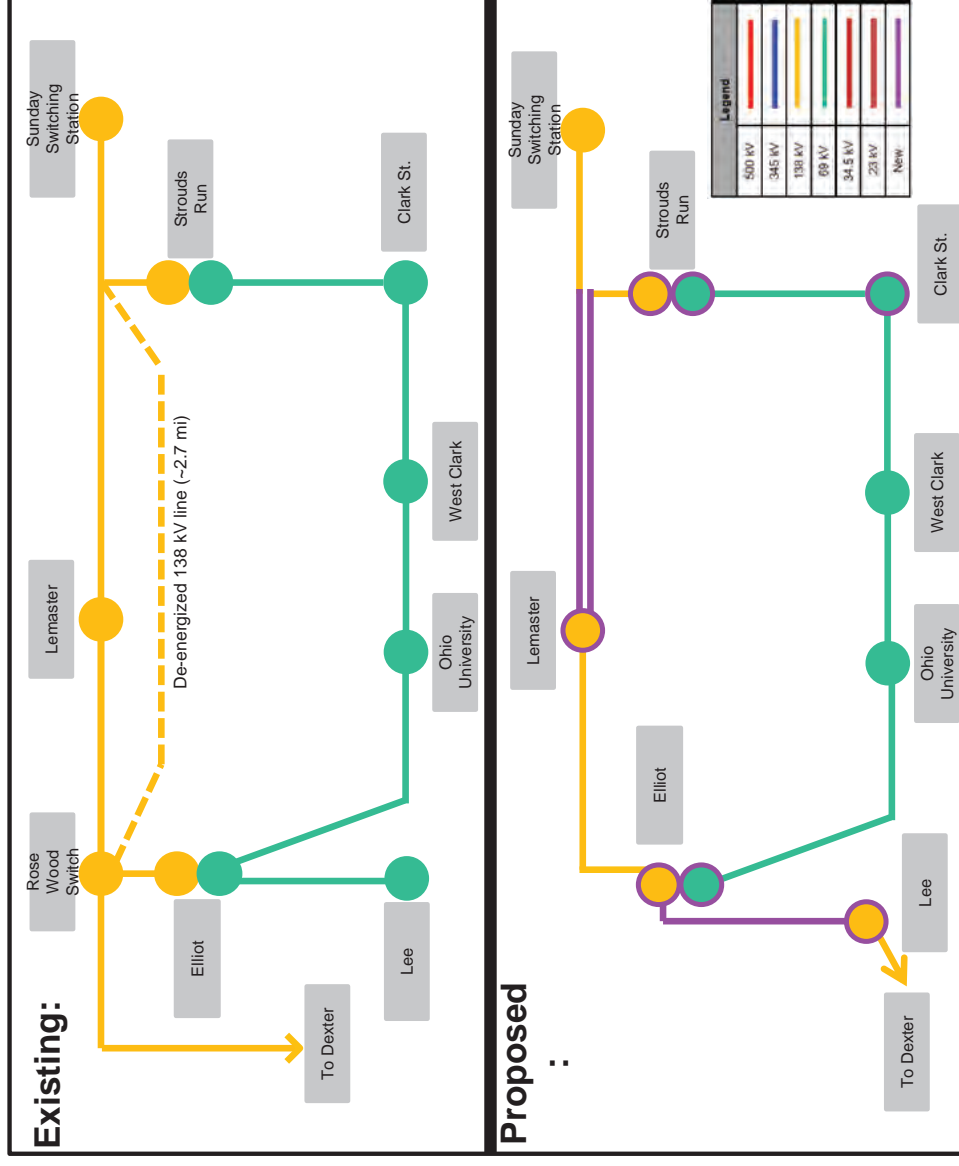 Existing:
Rose
Wood
Switch
Lemaster
Sunday
Switching
Station
De-energized 138 kV line (~2.7 mi)
Elliot
Strouds
Run
To Dexter
Lee
Ohio
University
West Clark
Clark St.
Proposed
:
Lemaster
Sunday
Switching
Station
Elliot
Strouds
Run
Legend
500 kV
345 kV
138 kV
69 kV
34.5 kV
23 kV
New
To Dexter
Lee
Ohio
University
West Clark
Clark St.